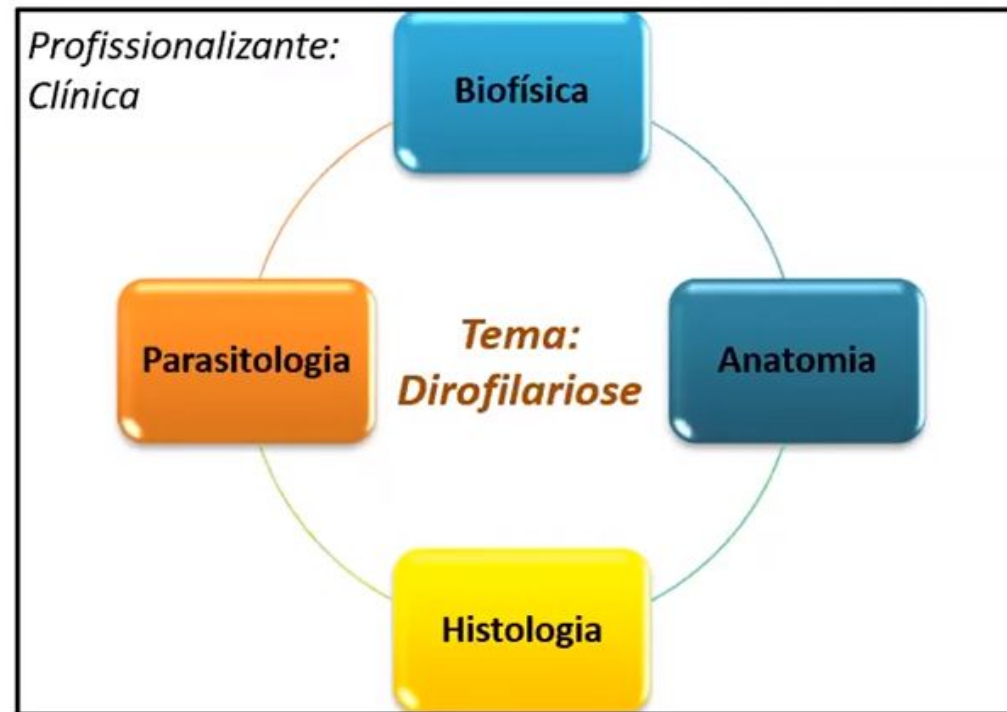 Profissionalizante:
Clínica
Biofísica
Parasitologia
Tema:
Dirofilariose
Anatomia
Histologia